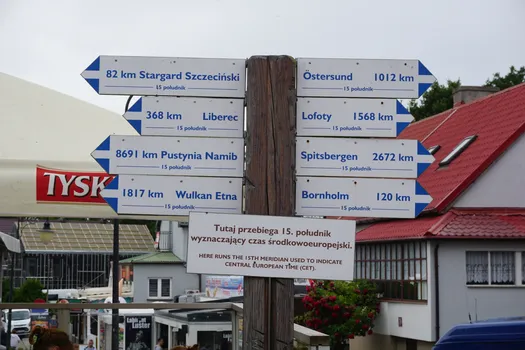 82 km Stargard Szczeciński
15 południk
368 km Liberec
15 południk
8691 km Pustynia Namib
15 południk
1817 km Wulkan Etna
15 południk
Östersund 1012 km
15 południk
Lofoty 1568 km
15 południk
Spitsbergen 2672 km
15 południk
Bornholm 120 km
15 południk
TYSK
Tutaj przebiega 15. południk
wyznaczający czas środkowoeuropejski.
HERE RUNS THE 15TH MERIDIAN USED TO INDICATE
CENTRAL EUROPEAN TIME (CET).